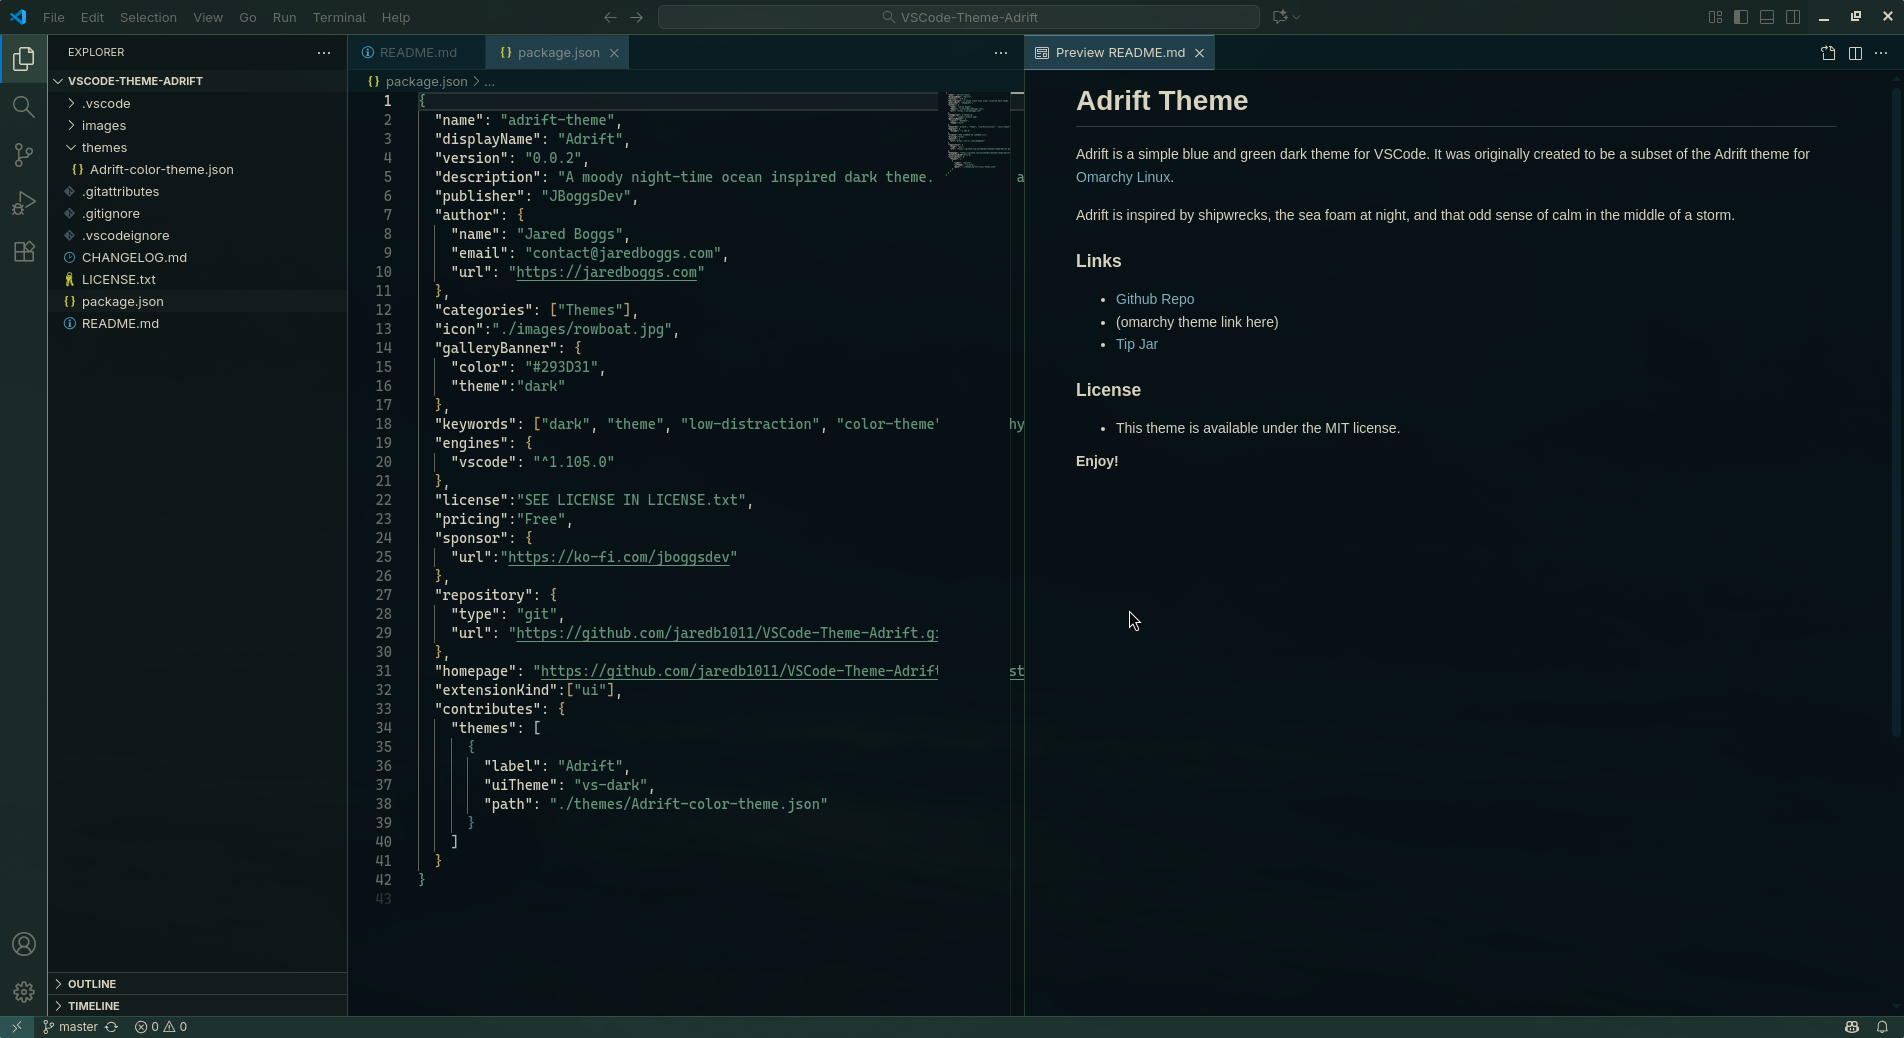 File Edit Selection View Go Run Terminal Help
VSCode-Theme-Adrift
EXPLORER
VSCODE-THEME-ADRIFT
.vscode
images
themes
{} Adrift-color-theme.json
.gitattributes
.gitignore
.vscodeignore
CHANGELOG.md
LICENSE.txt
{} package.json
README.md
OUTLINE
TIMELINE
README.md
{} package.json
{} package.json > ...
1 {
2 "name": "adrift-theme",
3 "displayName": "Adrift",
4 "version": "0.0.2",
5 "description": "A moody night-time ocean inspired dark theme. a
6 "publisher": "JBoggsDev",
7 "author": {
8 "name": "Jared Boggs",
9 "email": "contact@jaredboggs.com",
10 "url": "https://jaredboggs.com"
11 },
12 "categories": ["Themes"],
13 "icon":"./images/rowboat.jpg",
14 "galleryBanner": {
15 "color": "#293D31",
16 "theme":"dark"
17 },
18 "keywords": ["dark", "theme", "low-distraction", "color-theme" hy
19 "engines": {
20 "vscode": "^1.105.0"
21 },
22 "license":"SEE LICENSE IN LICENSE.txt",
23 "pricing":"Free",
24 "sponsor": {
25 "url":"https://ko-fi.com/jboggsdev"
26 },
27 "repository": {
28 "type": "git",
29 "url": "https://github.com/jaredb1011/VSCode-Theme-Adrift.gi
30 },
31 "homepage": "https://github.com/jaredb1011/VSCode-Theme-Adrift st
32 "extensionKind":["ui"],
33 "contributes": {
34 "themes": [
35 {
36 "label": "Adrift",
37 "uiTheme": "vs-dark",
38 "path": "./themes/Adrift-color-theme.json"
39 }
40 ]
41 }
42 }
43
Preview README.md
Adrift Theme
Adrift is a simple blue and green dark theme for VSCode. It was originally created to be a subset of the Adrift theme for
Omarchy Linux.
Adrift is inspired by shipwrecks, the sea foam at night, and that odd sense of calm in the middle of a storm.
Links
• Github Repo
• (omarchy theme link here)
• Tip Jar
License
• This theme is available under the MIT license.
Enjoy!
master 0 0